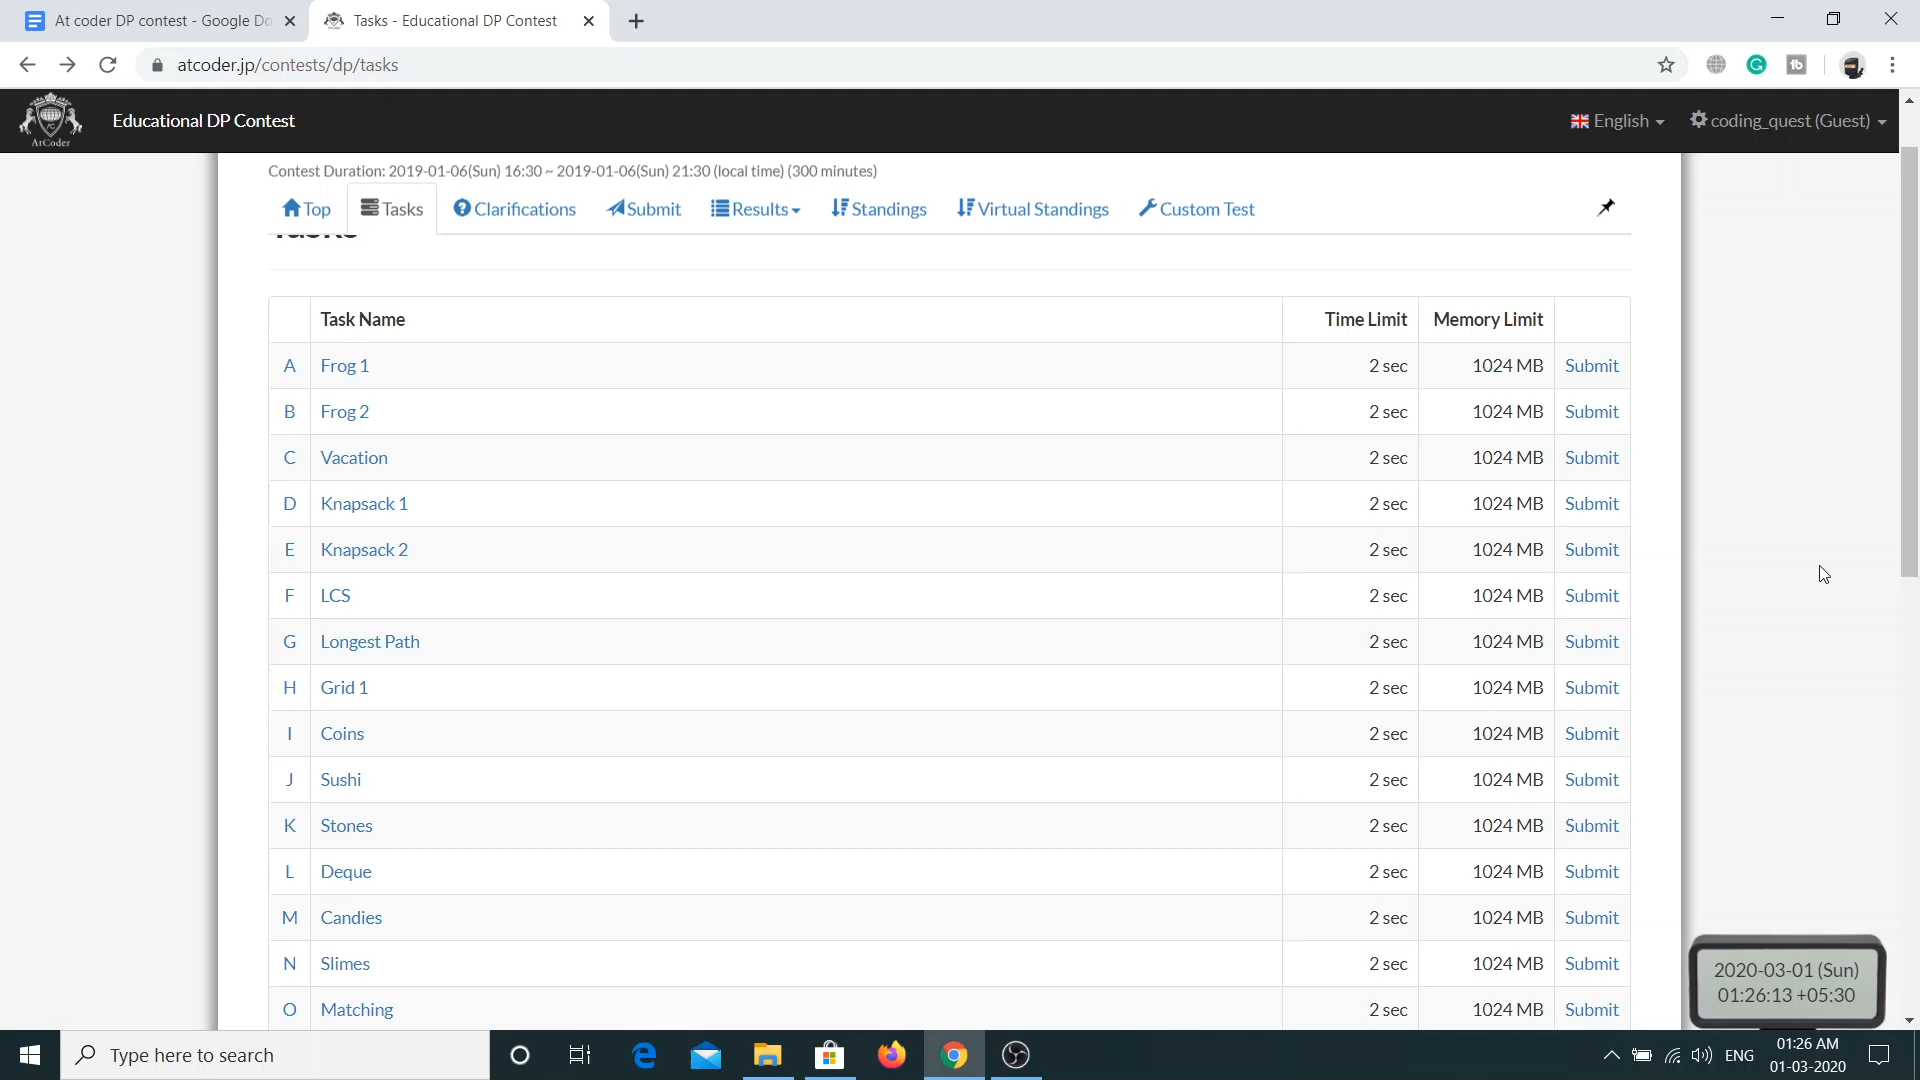 At coder DP contest - Google Do
Tasks - Educational DP Contest
atcoder.jp/contests/dp/tasks
AtCoder
Educational DP Contest
English
coding_quest (Guest)
Contest Duration: 2019-01-06(Sun) 16:30 ~ 2019-01-06(Sun) 21:30 (local time) (300 minutes)
Top Tasks Clarifications Submit Results Standings Virtual Standings Custom Test
Tasks
Task Name Time Limit Memory Limit
A Frog 1 2 sec 1024 MB Submit
B Frog 2 2 sec 1024 MB Submit
C Vacation 2 sec 1024 MB Submit
D Knapsack 1 2 sec 1024 MB Submit
E Knapsack 2 2 sec 1024 MB Submit
F LCS 2 sec 1024 MB Submit
G Longest Path 2 sec 1024 MB Submit
H Grid 1 2 sec 1024 MB Submit
I Coins 2 sec 1024 MB Submit
J Sushi 2 sec 1024 MB Submit
K Stones 2 sec 1024 MB Submit
L Deque 2 sec 1024 MB Submit
M Candies 2 sec 1024 MB Submit
N Slimes 2 sec 1024 MB Submit
O Matching 2 sec 1024 MB Submit
2020-03-01 (Sun)
01:26:13 +05:30
Type here to search
ENG
01:26 AM
01-03-2020